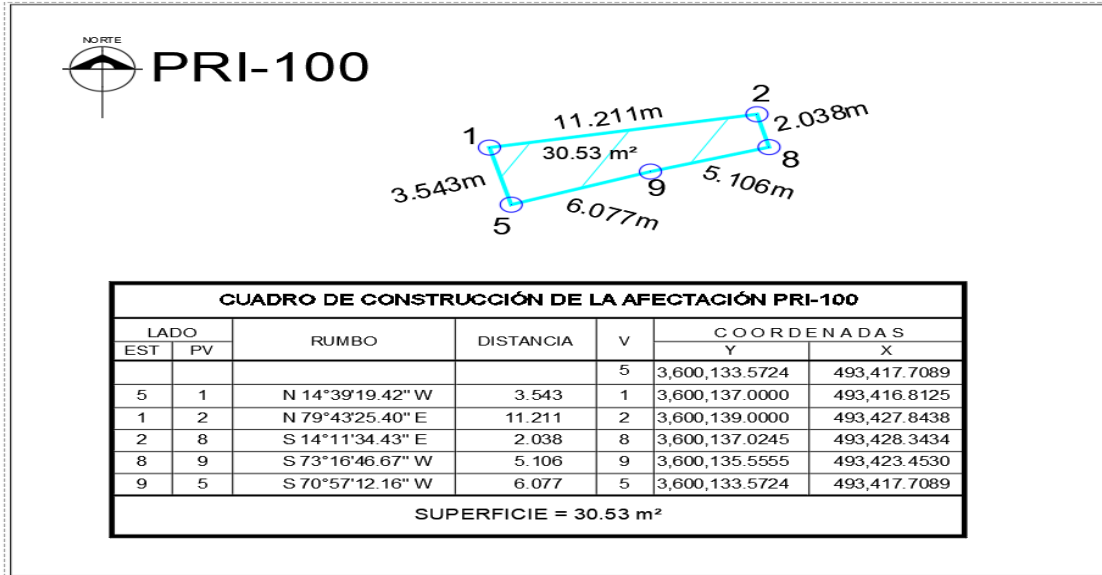 NORTE
PRI-100
2
11.211m
2.038m
1
30.53 m²
8
3.543m
9
5.106m
5
6.077m
CUADRO DE CONSTRUCCIÓN DE LA AFECTACIÓN PRI-100
LADO RUMBO DISTANCIA V COORDENADAS
EST PV Y X
5 3,600,133.5724 493,417.7089
5 1 N 14°39'19.42" W 3.543 1 3,600,137.0000 493,416.8125
1 2 N 79°43'25.40" E 11.211 2 3,600,139.0000 493,427.8438
2 8 S 14°11'34.43" E 2.038 8 3,600,137.0245 493,428.3434
8 9 S 73°16'46.67" W 5.106 9 3,600,135.5555 493,423.4530
9 5 S 70°57'12.16" W 6.077 5 3,600,133.5724 493,417.7089
SUPERFICIE = 30.53 m²